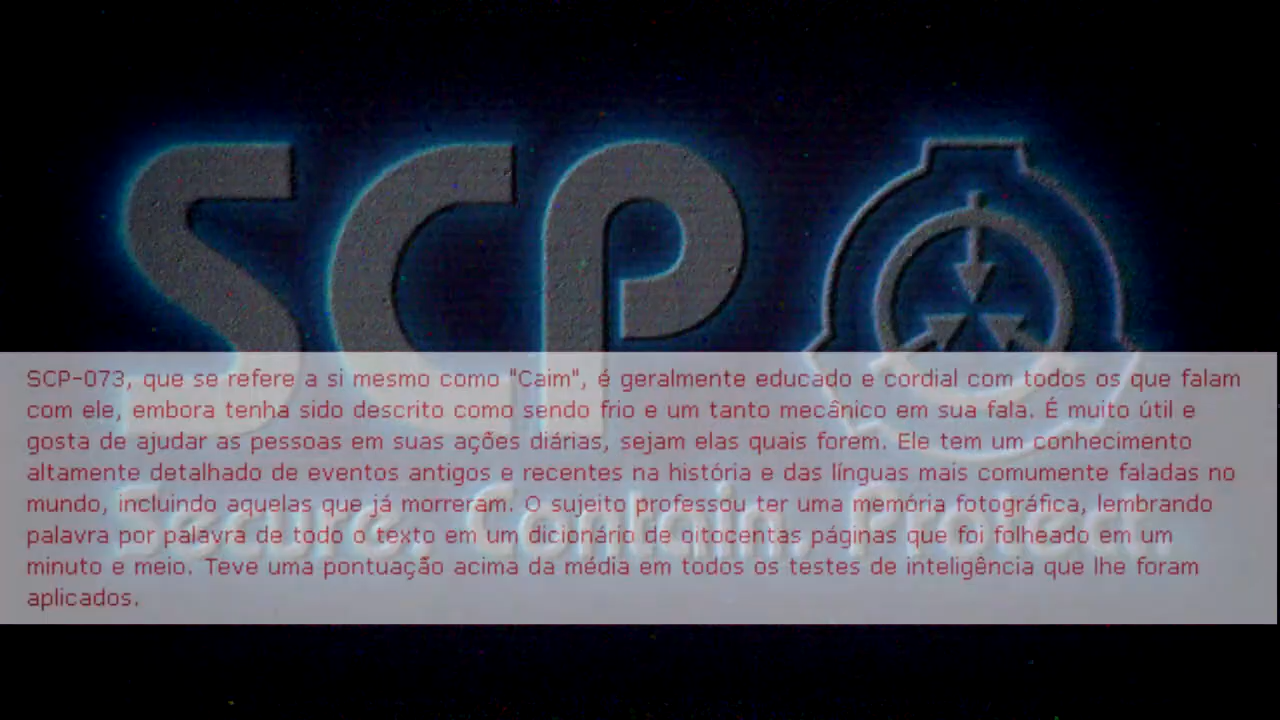 SCP
SCP-073, que se refere a si mesmo como "Caim", é geralmente educado e cordial com todos os que falam
com ele, embora tenha sido descrito como sendo frio e um tanto mecânico em sua fala. É muito útil e
gosta de ajudar as pessoas em suas ações diárias, sejam elas quais forem. Ele tem um conhecimento
altamente detalhado de eventos antigos e recentes na história e das línguas mais comumente faladas no
mundo, incluindo aquelas que já morreram. O sujeito professou ter uma memória fotográfica, lembrando
palavra por palavra de todo o texto em um dicionário de oitocentas páginas que foi folheado em um
minuto e meio. Teve uma pontuação acima da média em todos os testes de inteligência que lhe foram
aplicados.
Secure. Contain. Protect.